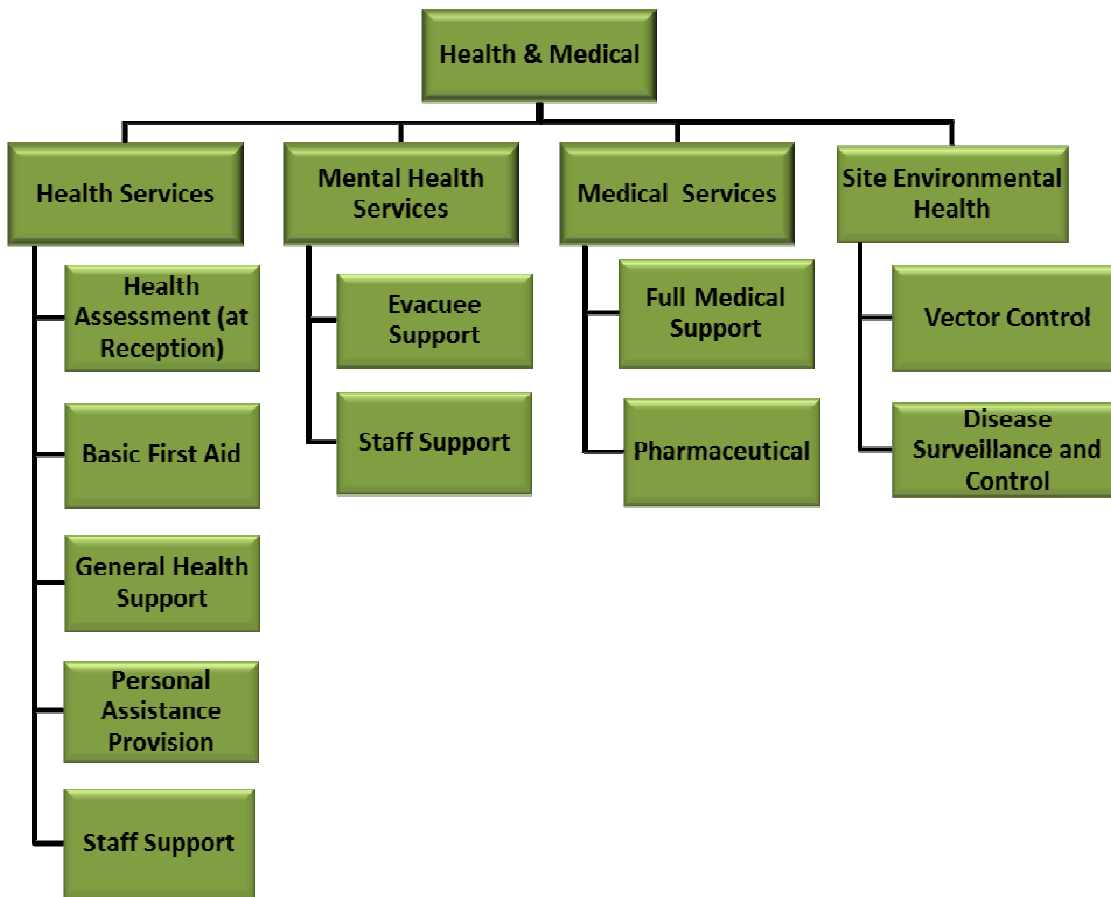 Health & Medical
Health Services
Mental Health
Services
Medical Services
Site Environmental
Health
Health
Assessment (at
Reception)
Basic First Aid
General Health
Support
Personal
Assistance
Provision
Staff Support
Evacuee
Support
Staff Support
Full Medical
Support
Pharmaceutical
Vector Control
Disease
Surveillance and
Control